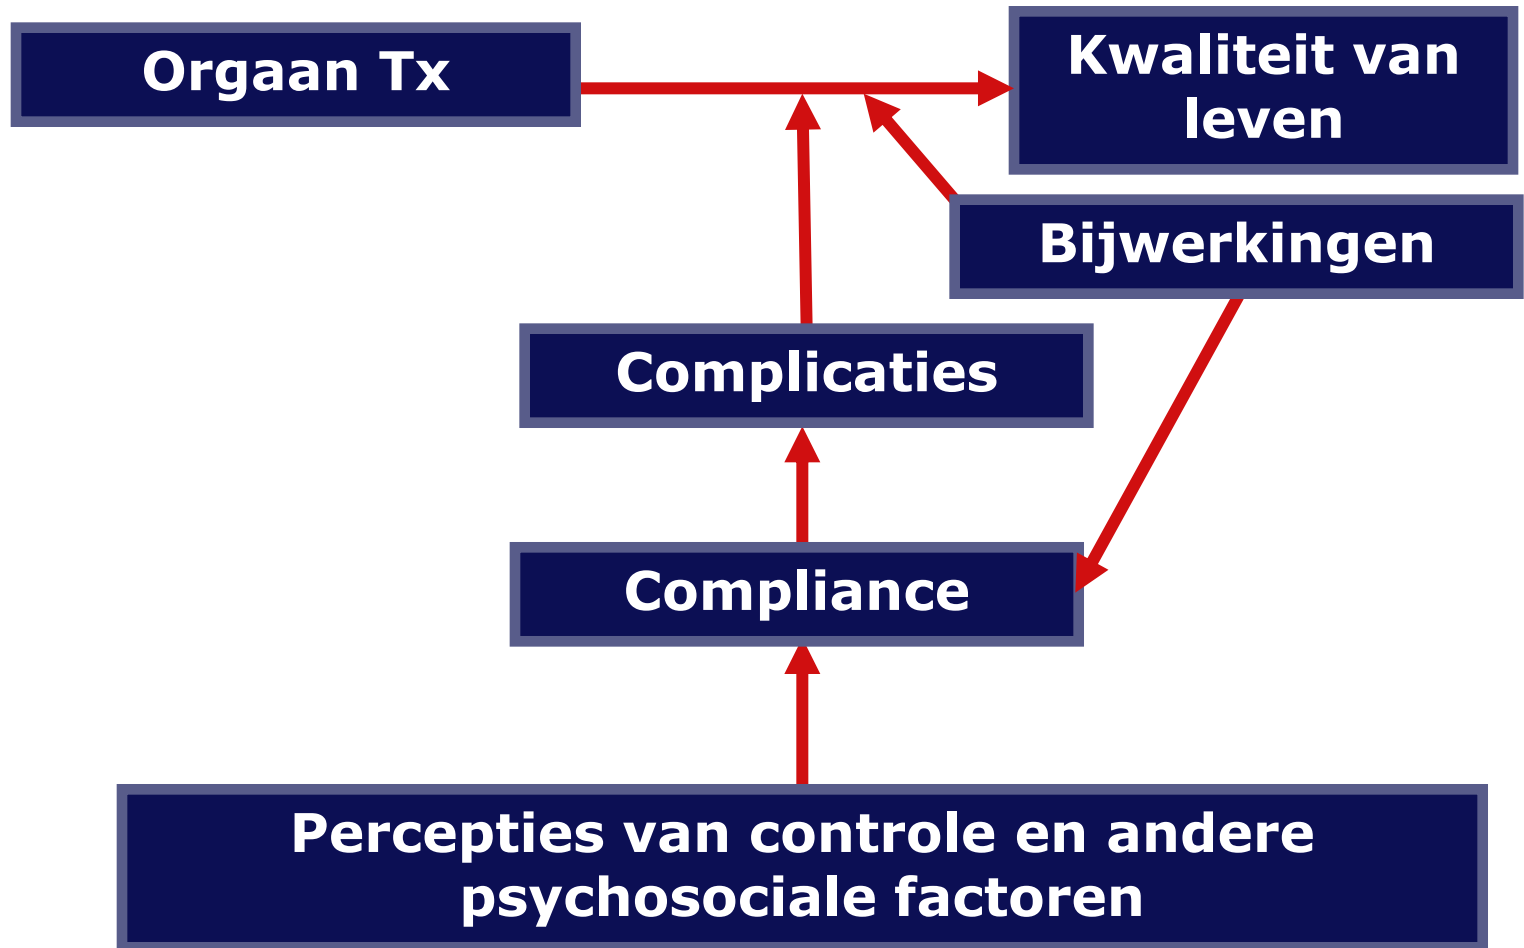 Orgaan Tx
Kwaliteit van
leven
Bijwerkingen
Complicaties
Compliance
Percepties van controle en andere
psychosociale factoren